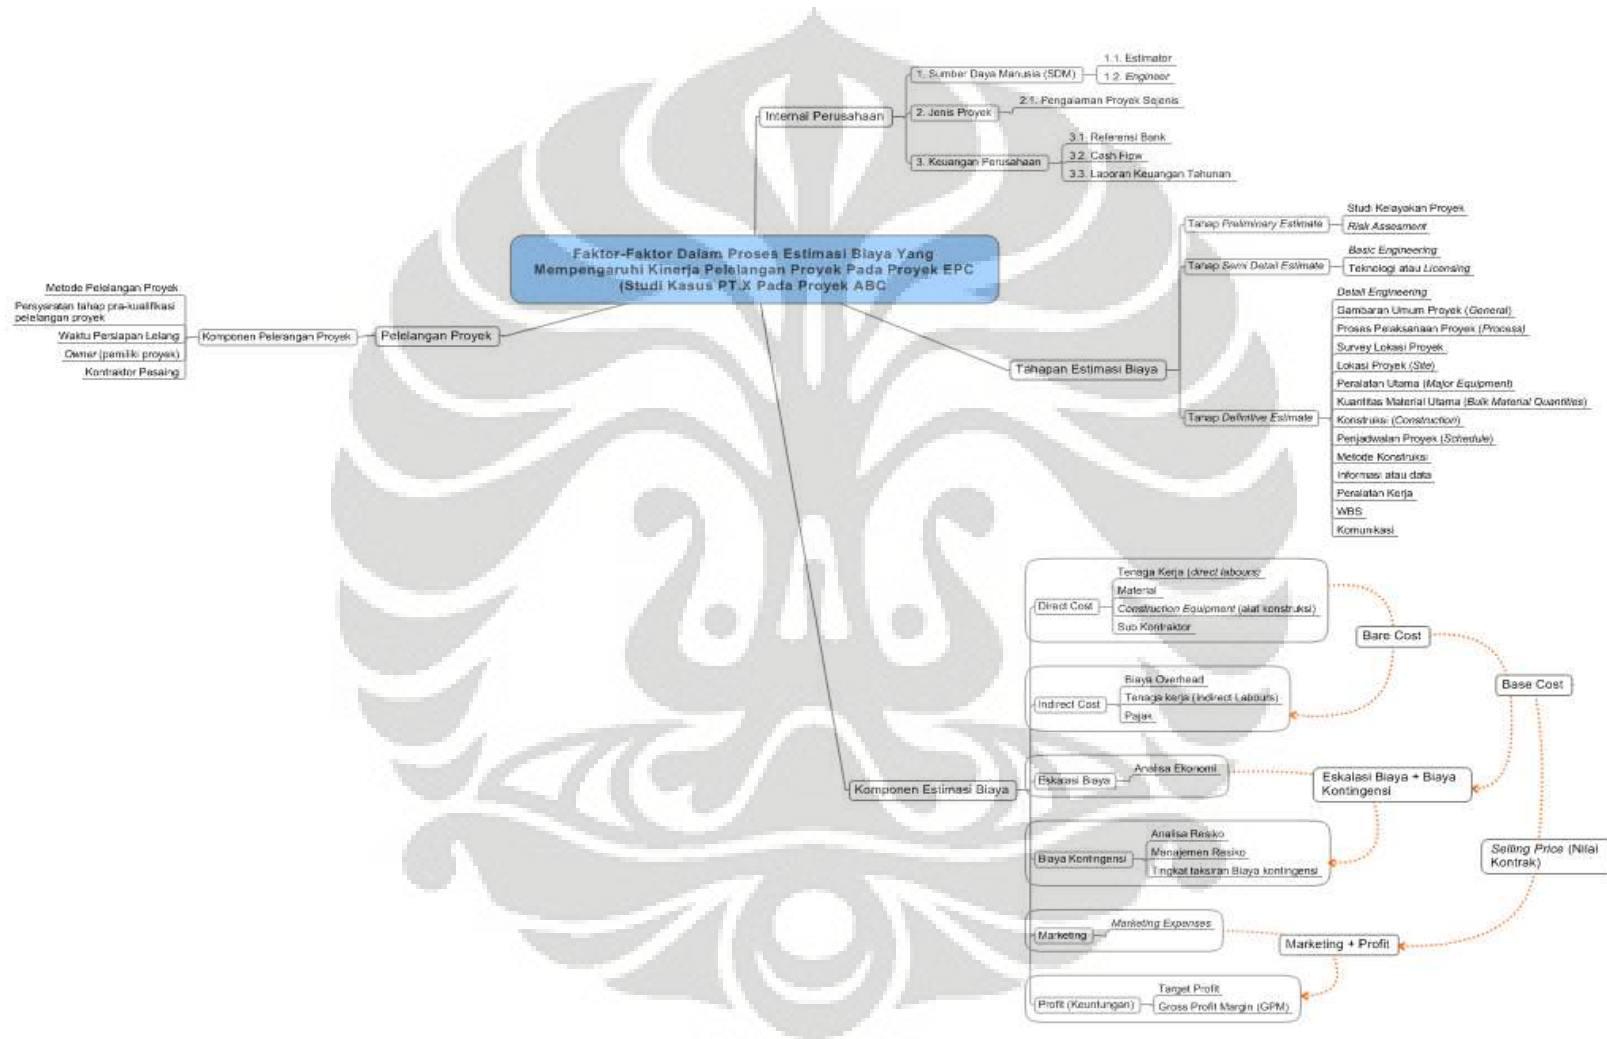 Faktor-Faktor Dalam Proses Estimasi Biaya Yang
Mempengaruhi Kinerja Pelelangan Proyek Pada Proyek EPC
(Studi Kasus PT.X Pada Proyek ABC
Internal Perusahaan
1. Sumber Daya Manusia (SDM)
1.1. Estimator
1.2. Engineer
2. Jenis Proyek
2.1. Pengalaman Proyek Sejenis
3. Keuangan Perusahaan
3.1. Referensi Bank
3.2. Cash Flow
3.3. Laporan Keuangan Tahunan
Pelelangan Proyek
Komponen Pelelangan Proyek
Metode Pelelangan Proyek
Persyaratan tahap pra-kualifikasi
pelelangan proyek
Waktu Persiapan Lelang
Owner (pemilik proyek)
Kontraktor Pesaing
Tahapan Estimasi Biaya
Tahap Preliminary Estimate
Studi Kelayakan Proyek
Risk Assesment
Tahap Semi Detail Estimate
Basic Engineering
Teknologi atau Licensing
Tahap Definitive Estimate
Detail Engineering
Gambaran Umum Proyek (General)
Proses Pelaksanaan Proyek (Process)
Survey Lokasi Proyek
Lokasi Proyek (Site)
Peralatan Utama (Major Equipment)
Kuantitas Material Utama (Bulk Material Quantities)
Konstruksi (Construction)
Penjadwalan Proyek (Schedule)
Metode Konstruksi
Informasi atau data
Peralatan Kerja
WBS
Komunikasi
Komponen Estimasi Biaya
Direct Cost
Tenaga Kerja (direct labours)
Material
Construction Equipment (alat konstruksi)
Sub Kontraktor
Indirect Cost
Biaya Overhead
Tenaga kerja (Indirect Labours)
Pajak
Eskalasi Biaya
Analisa Ekonomi
Biaya Kontingensi
Analisa Resiko
Manajemen Resiko
Tingkat taksiran Biaya kontingensi
Marketing
Marketing Expenses
Profit (Keuntungan)
Target Profit
Gross Profit Margin (GPM)
Bare Cost
Base Cost
Eskalasi Biaya + Biaya
Kontingensi
Selling Price (Nilai
Kontrak)
Marketing + Profit